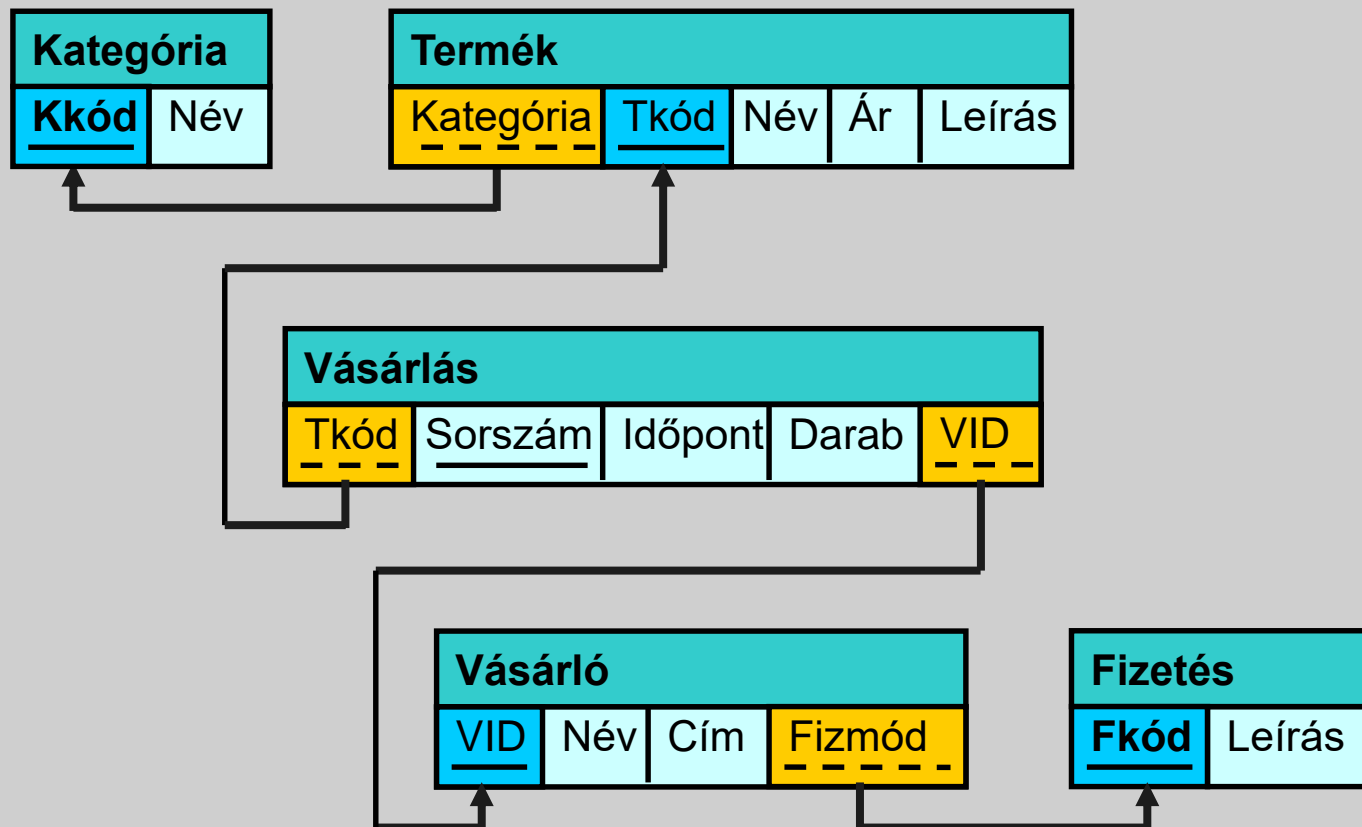 Kategória
Kkód Név
Termék
Kategória Tkód Név Ár Leírás
Vásárlás
Tkód Sorszám Időpont Darab VID
Vásárló
VID Név Cím Fizmód
Fizetés
Fkód Leírás